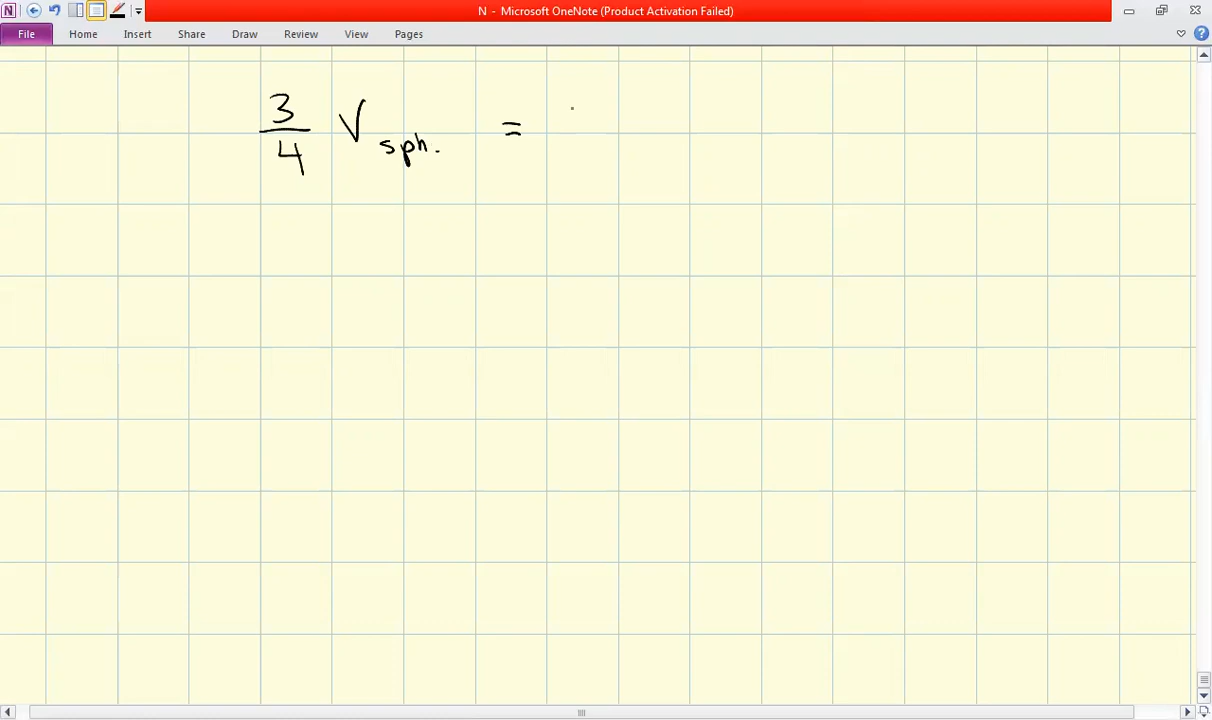 N - Microsoft OneNote (Product Activation Failed)
File Home Insert Share Draw Review View Pages
3/4 V sph. =